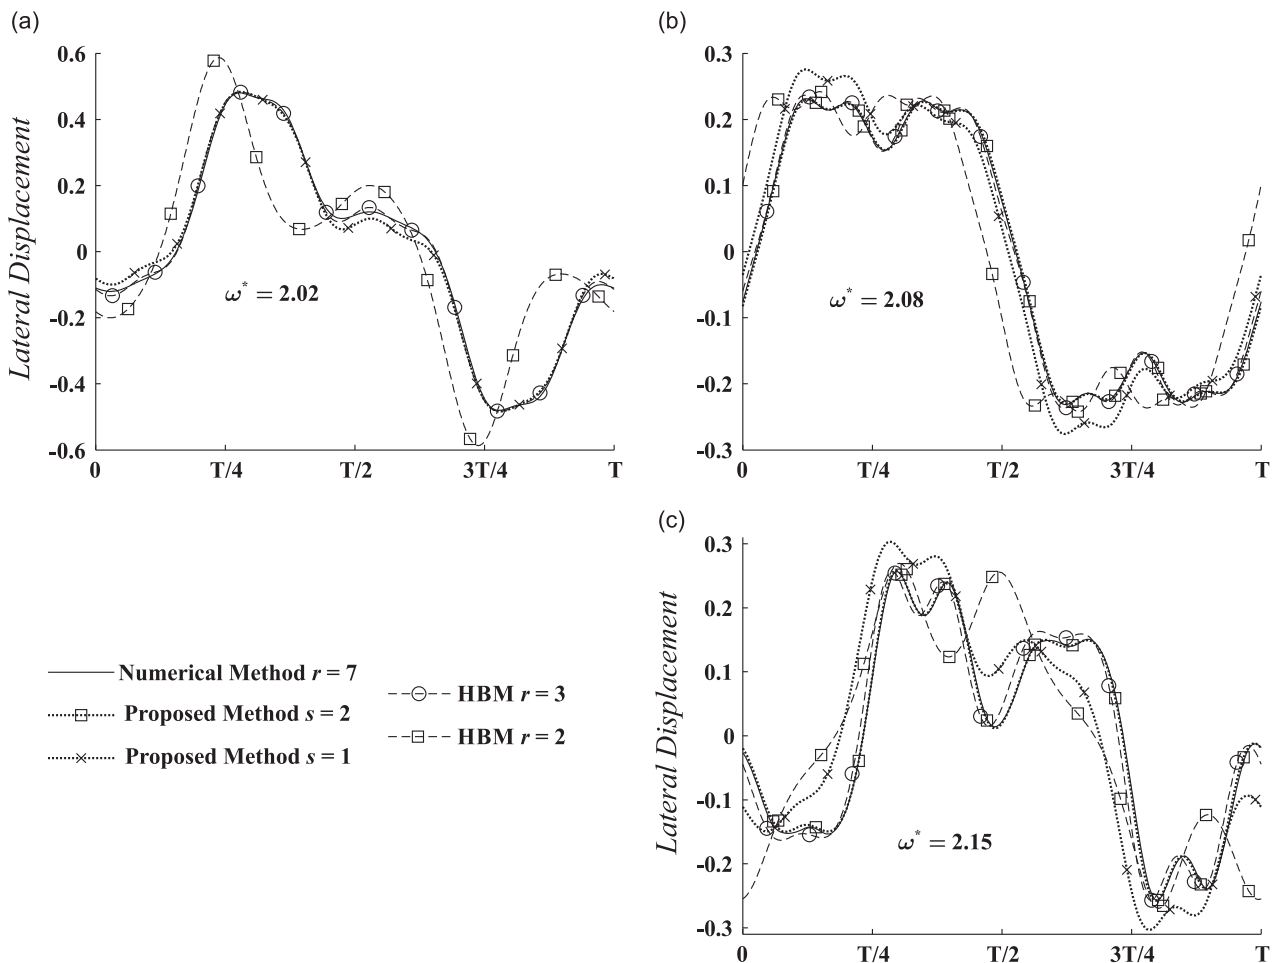 (a)
0.6
0.4
0.2
0
-0.2
-0.4
-0.6
Lateral Displacement
ω* = 2.02
0 T/4 T/2 3T/4 T
(b)
0.3
0.2
0.1
0
-0.1
-0.2
-0.3
ω* = 2.08
0 T/4 T/2 3T/4 T
(c)
0.3
0.2
0.1
0
-0.1
-0.2
-0.3
Lateral Displacement
ω* = 2.15
0 T/4 T/2 3T/4 T
Numerical Method r = 7
Proposed Method s = 2
Proposed Method s = 1
HBM r = 3
HBM r = 2